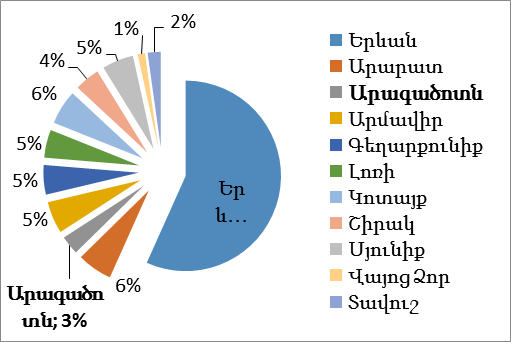 1%
2%
5%
4%
6%
5%
5%
5%
6%
Եր
և...
Արագածո
տն; 3%
Երևան
Արարատ
Արագածոտն
Արմավիր
Գեղարքունիք
Լոռի
Կոտայք
Շիրակ
Սյունիք
Վայոց Ձոր
Տավուշ